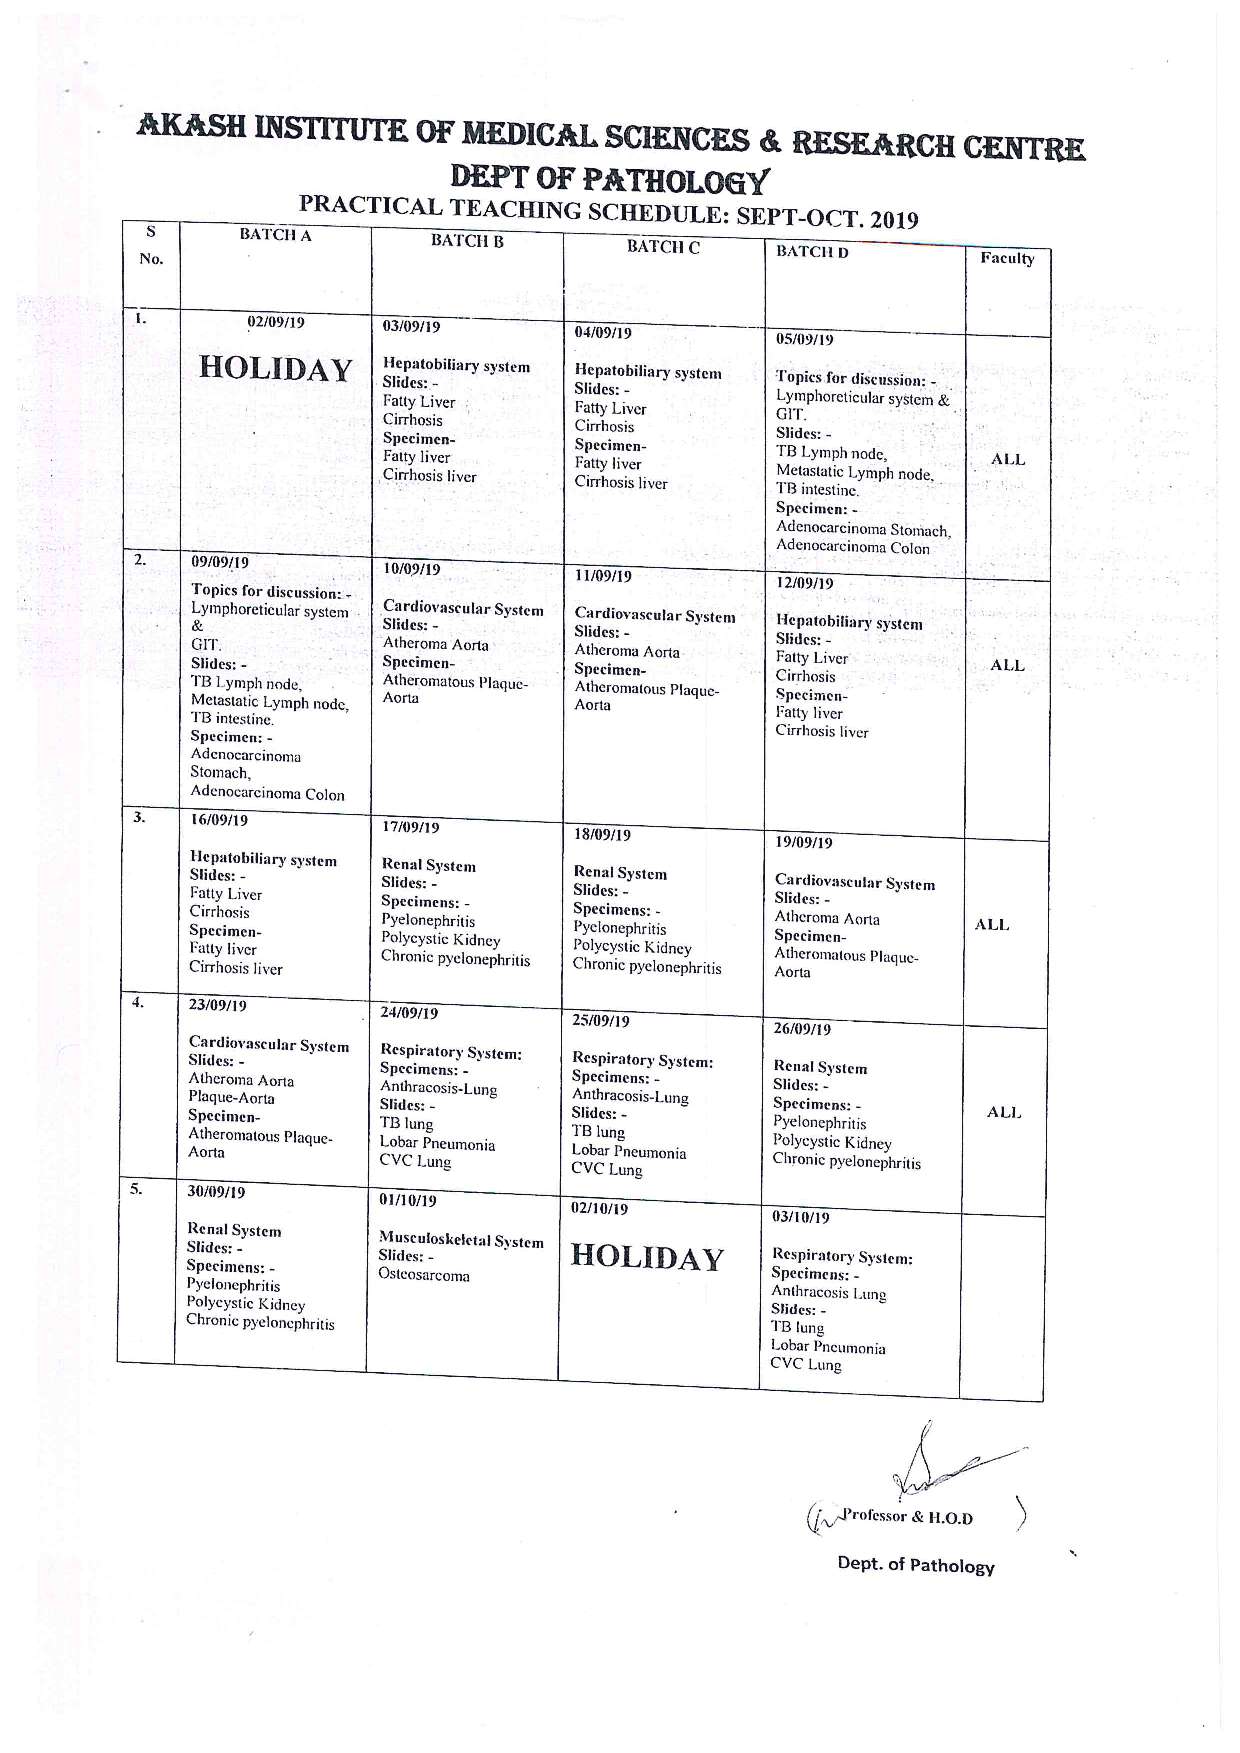 AKASH INSTITUTE OF MEDICAL SCIENCES & RESEARCH CENTRE
DEPT OF PATHOLOGY
PRACTICAL TEACHING SCHEDULE: SEPT-OCT. 2019
S
No.
BATCH A
BATCH B
BATCH C
BATCH D
Faculty
1.
02/09/19
HOLIDAY
03/09/19
Hepatobiliary system
Slides: -
Fatty Liver
Cirrhosis
Specimen-
Fatty liver
Cirrhosis liver
04/09/19
Hepatobiliary system
Slides: -
Fatty Liver
Cirrhosis
Specimen-
Fatty liver
Cirrhosis liver
05/09/19
Topics for discussion: -
Lymphoreticular system &
GIT.
Slides: -
TB Lymph node,
Metastatic Lymph node,
TB intestine.
Specimen: -
Adenocarcinoma Stomach,
Adenocarcinoma Colon
ALL
2.
09/09/19
Topics for discussion: -
Lymphoreticular system
&
GIT.
Slides: -
TB Lymph node,
Metastatic Lymph node,
TB intestine.
Specimen: -
Adenocarcinoma
Stomach,
Adenocarcinoma Colon
10/09/19
Cardiovascular System
Slides: -
Atheroma Aorta
Specimen-
Atheromatous Plaque-
Aorta
11/09/19
Cardiovascular System
Slides: -
Atheroma Aorta
Specimen-
Atheromatous Plaque-
Aorta
12/09/19
Hepatobiliary system
Slides: -
Fatty Liver
Cirrhosis
Specimen-
Fatty liver
Cirrhosis liver
ALL
3.
16/09/19
Hepatobiliary system
Slides: -
Fatty Liver
Cirrhosis
Specimen-
Fatty liver
Cirrhosis liver
17/09/19
Renal System
Slides: -
Specimens: -
Pyelonephritis
Polycystic Kidney
Chronic pyelonephritis
18/09/19
Renal System
Slides: -
Specimens: -
Pyelonephritis
Polycystic Kidney
Chronic pyelonephritis
19/09/19
Cardiovascular System
Slides: -
Atheroma Aorta
Specimen-
Atheromatous Plaque-
Aorta
ALL
4.
23/09/19
Cardiovascular System
Slides: -
Atheroma Aorta
Plaque-Aorta
Specimen-
Atheromatous Plaque-
Aorta
24/09/19
Respiratory System:
Specimens: -
Anthracosis-Lung
Slides: -
TB lung
Lobar Pneumonia
CVC Lung
25/09/19
Respiratory System:
Specimens: -
Anthracosis-Lung
Slides: -
TB lung
Lobar Pneumonia
CVC Lung
26/09/19
Renal System
Slides: -
Specimens: -
Pyelonephritis
Polycystic Kidney
Chronic pyelonephritis
ALL
5.
30/09/19
Renal System
Slides: -
Specimens: -
Pyelonephritis
Polycystic Kidney
Chronic pyelonephritis
01/10/19
Musculoskeletal System
Slides: -
Osteosarcoma
02/10/19
HOLIDAY
03/10/19
Respiratory System:
Specimens: -
Anthracosis Lung
Slides: -
TB lung
Lobar Pneumonia
CVC Lung
Professor & H.O.D
Dept. of Pathology